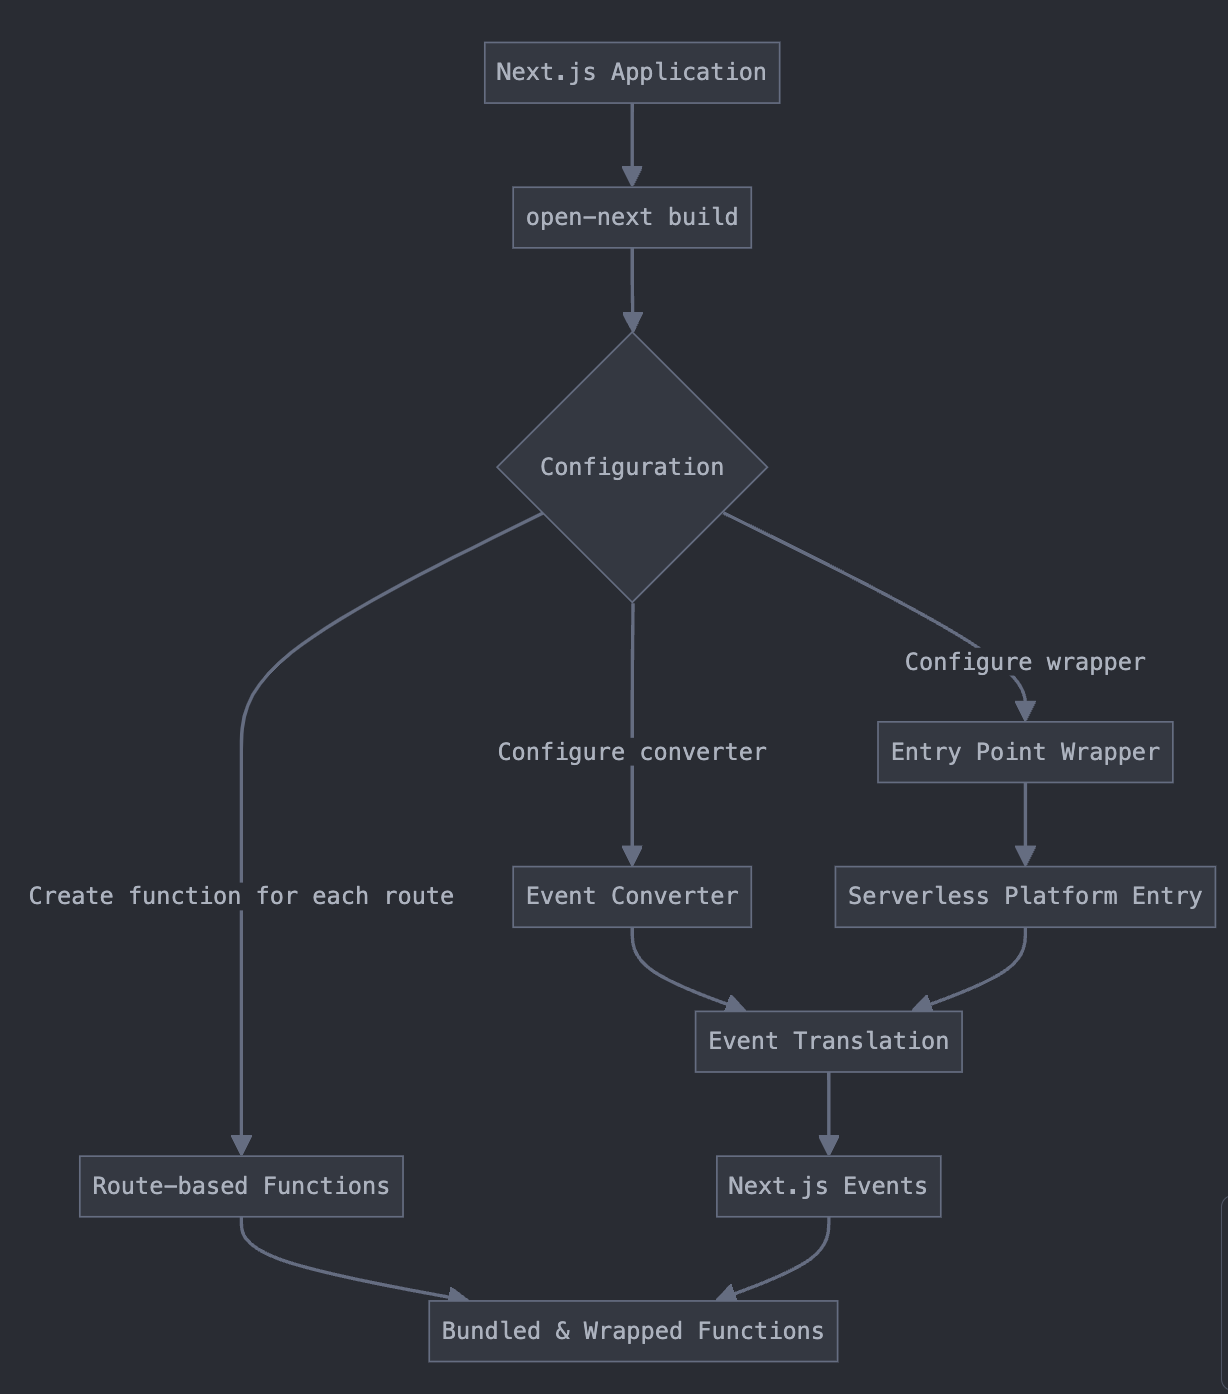 Next.js Application
open-next build
Configuration
Configure wrapper
Configure converter
Entry Point Wrapper
Create function for each route
Event Converter
Serverless Platform Entry
Event Translation
Route-based Functions
Next.js Events
Bundled & Wrapped Functions